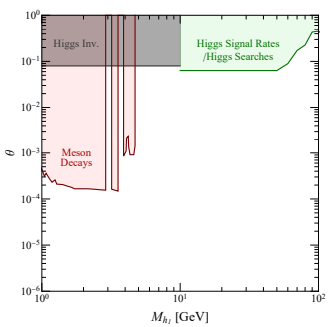 10^0
10^-1
10^-2
10^-3
10^-4
10^-5
10^-6
θ
Higgs Inv.
Higgs Signal Rates
/Higgs Searches
Meson
Decays
10^0
10^1
10^2
M_{h_1} [GeV]